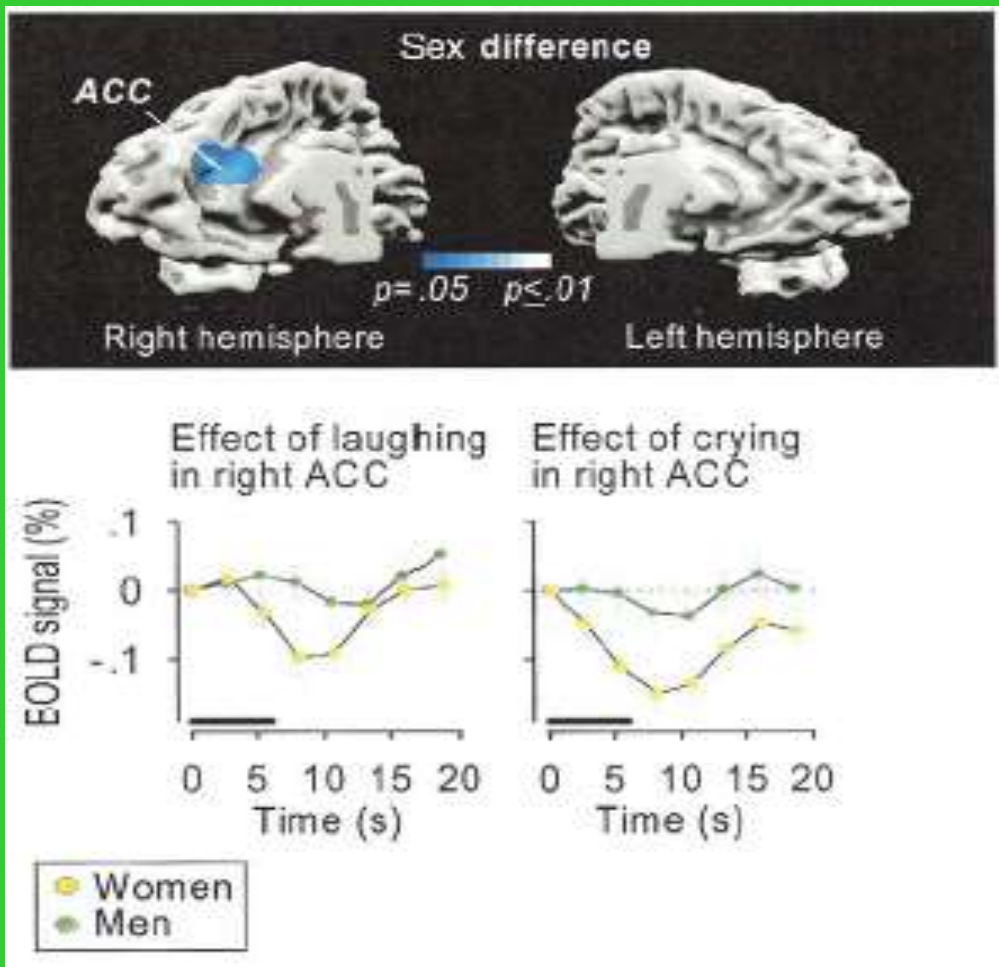 Sex difference
ACC
p=.05 p≤.01
Right hemisphere Left hemisphere
Effect of laughing
in right ACC
Effect of crying
in right ACC
EOLD signal (%)
.1
0
-.1
0 5 10 15 20
Time (s)
0 5 10 15 20
Time (s)
Women
Men